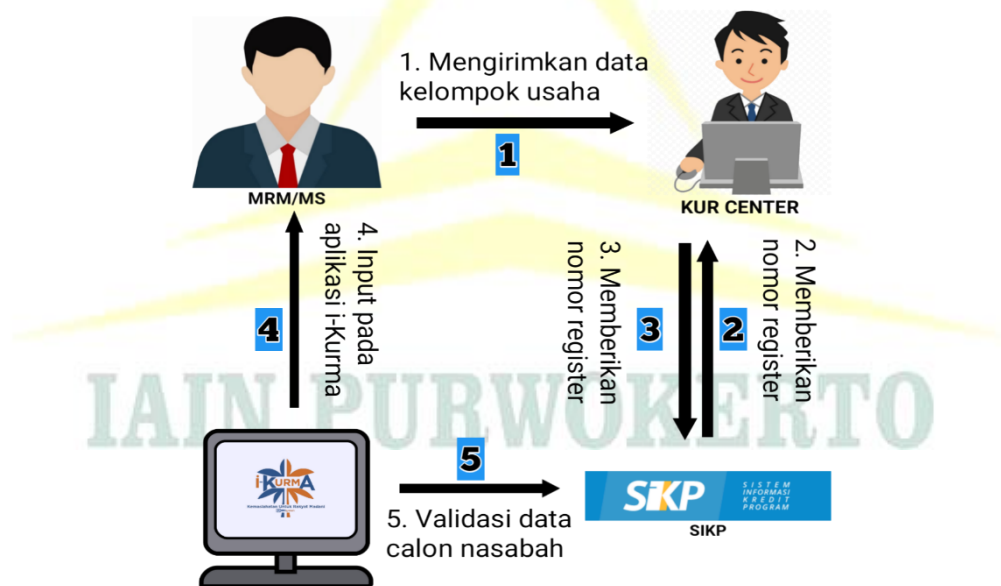 1. Mengirimkan data
kelompok usaha
1
MRM/MS
KUR CENTER
4. Input pada
aplikasi i-Kurma
4
3. Memberikan
nomor register
3
2
2. Memberikan
nomor register
IAIN PURWOKERTO
i-KURMA
5
5. Validasi data
calon nasabah
SIKP
SISTEM
INFORMASI
KREDIT
PROGRAM
SIKP